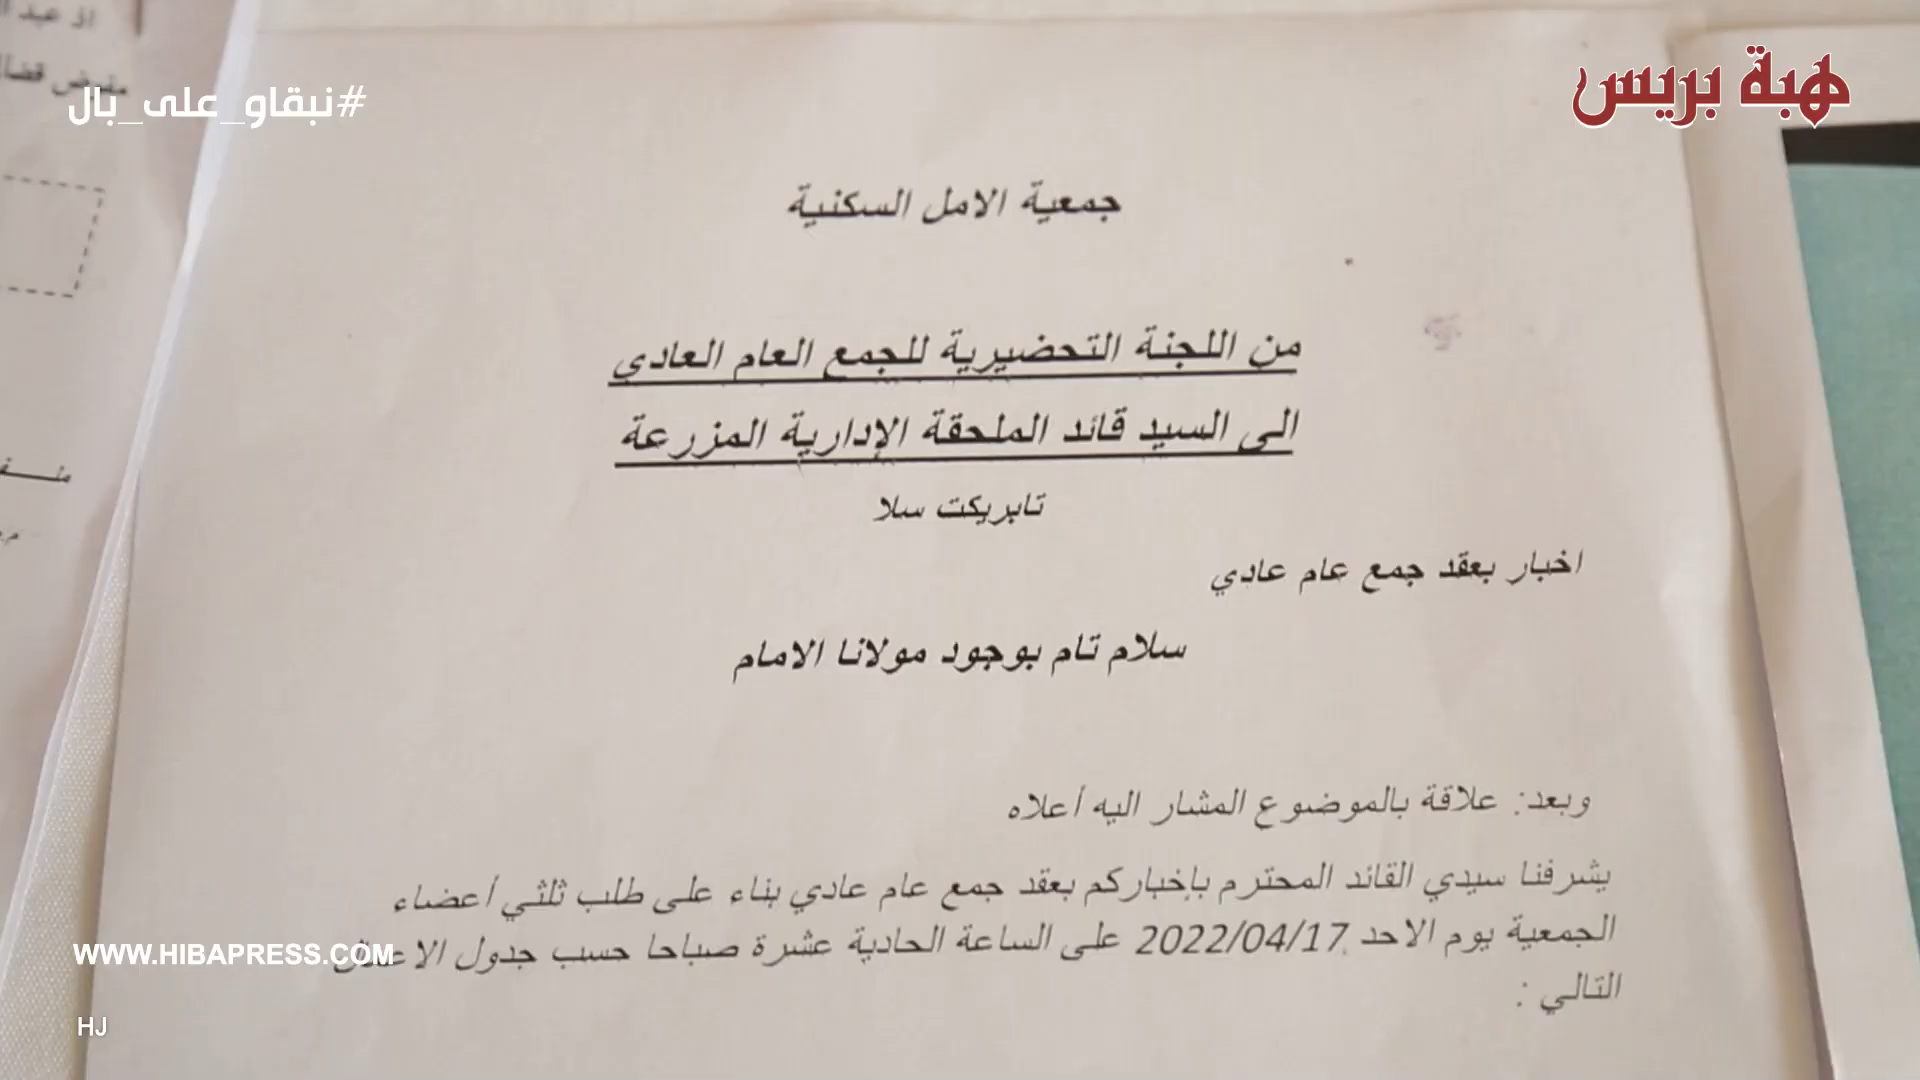 #نبقاو_على_بال
هبة بريس
جمعية الامل السكنية
من اللجنة التحضيرية للجمع العام العادي
الى السيد قائد الملحقة الإدارية المزرعة
تابريكت سلا
اخبار بعقد جمع عام عادي
سلام تام بوجود مولانا الامام
وبعد: علاقة بالموضوع المشار اليه أعلاه
يشرفنا سيدي القائد المحترم بإخباركم بعقد جمع عام عادي بناء على طلب ثلثي أعضاء
الجمعية يوم الاحد 2022/04/17 على الساعة الحادية عشرة صباحا حسب جدول
التالي :
WWW.HIBAPRESS.COM
HJ